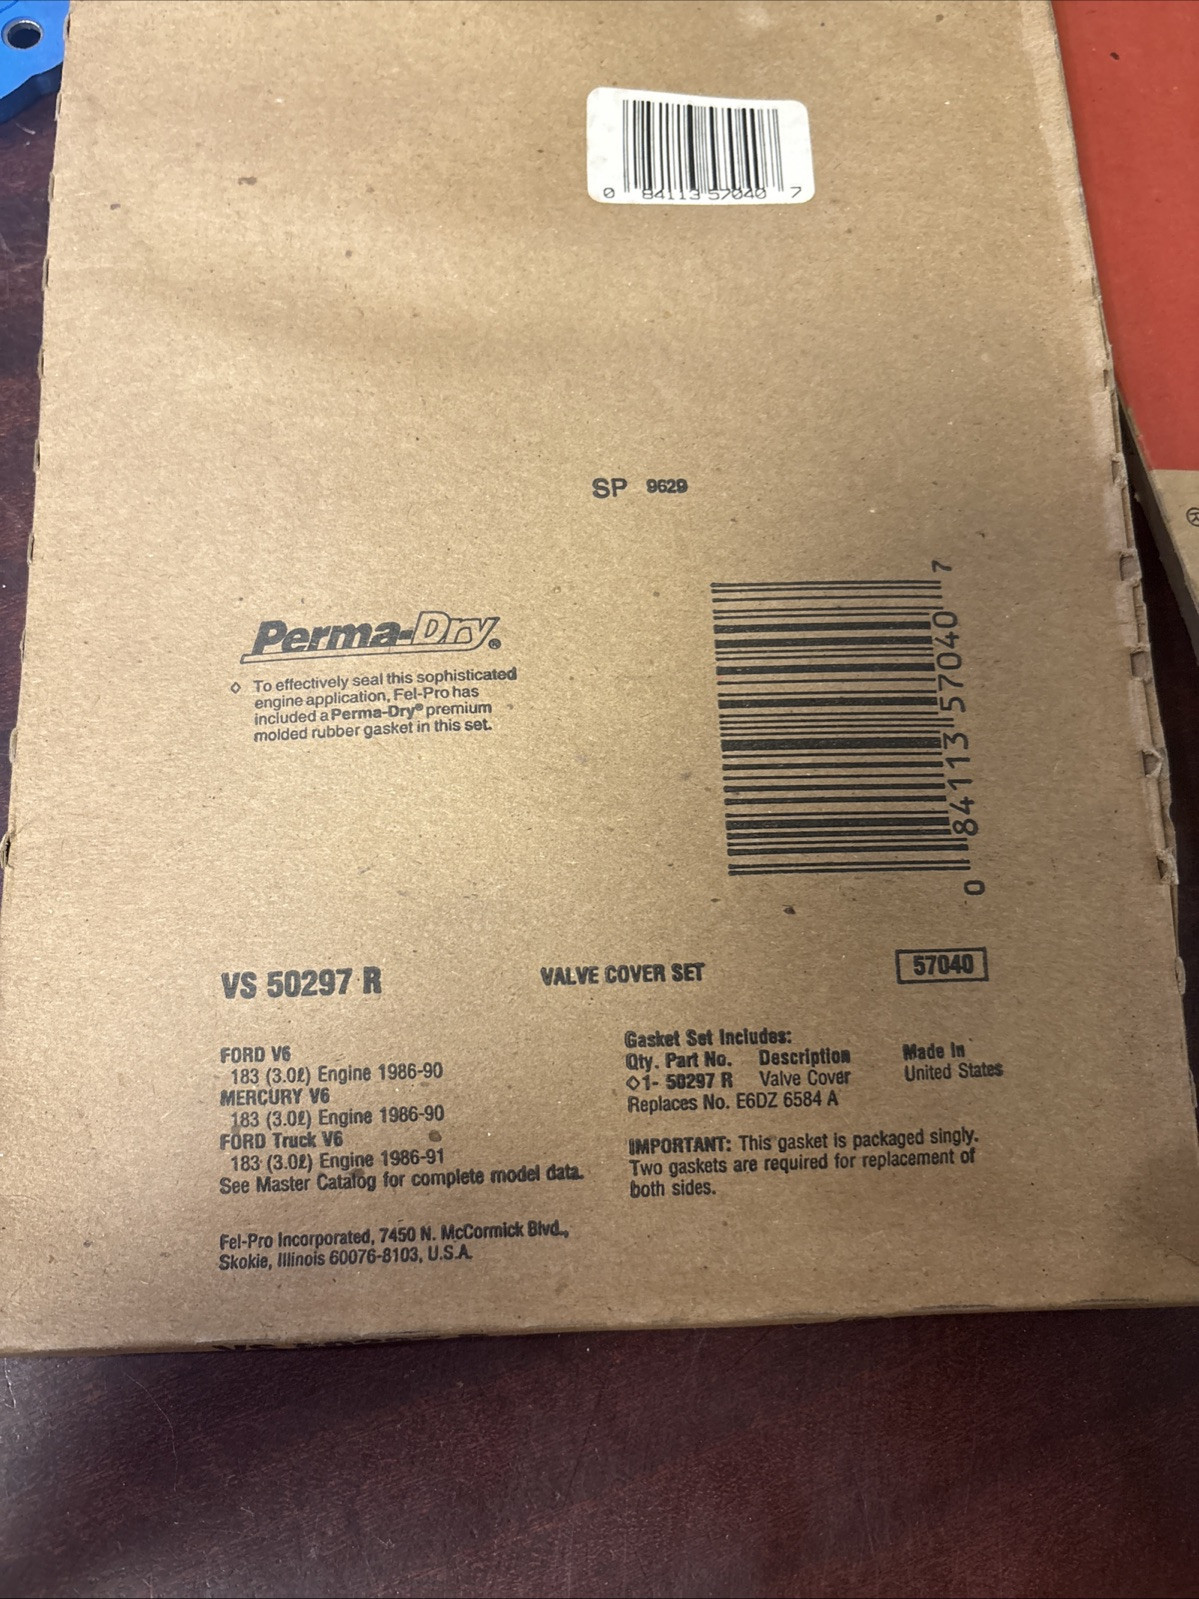 0 84113 57040 7
SP 9629
Perma-Dry®
◇ To effectively seal this sophisticated
engine application, Fel-Pro has
included a Perma-Dry® premium
molded rubber gasket in this set.
0 84113 57040 7
VS 50297 R
VALVE COVER SET
57040
FORD V6
183 (3.0ℓ) Engine 1986-90
MERCURY V6
183 (3.0ℓ) Engine 1986-90
FORD Truck V6
183 (3.0ℓ) Engine 1986-91
See Master Catalog for complete model data.
Gasket Set Includes:
Qty. Part No. Description
◇1- 50297 R Valve Cover
Replaces No. E6DZ 6584 A
Made In
United States
IMPORTANT: This gasket is packaged singly.
Two gaskets are required for replacement of
both sides.
Fel-Pro Incorporated, 7450 N. McCormick Blvd.,
Skokie, Illinois 60076-8103, U.S.A.
®